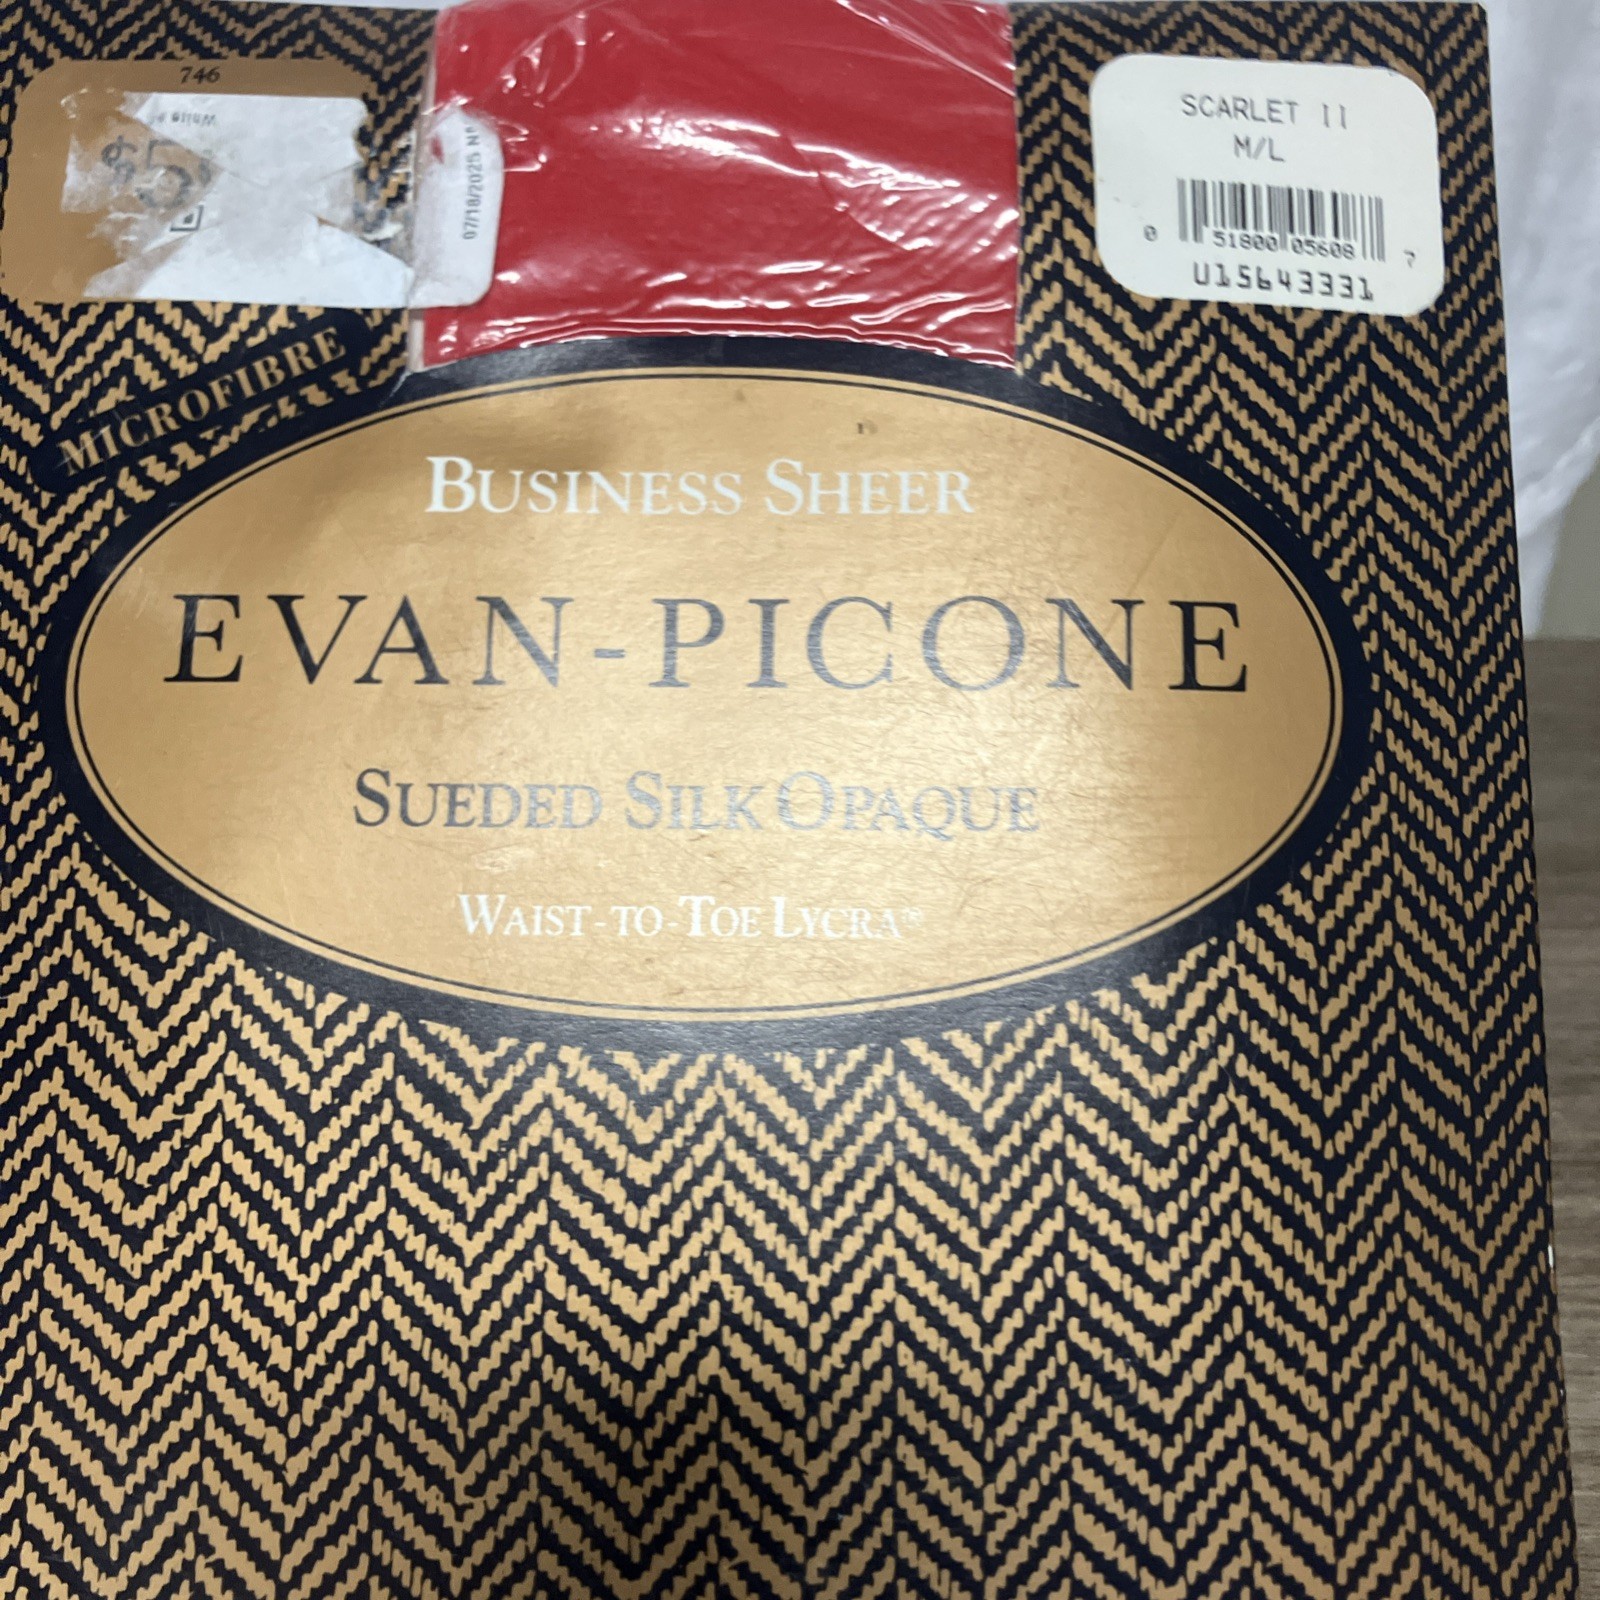 746
$5
07/18/2025
SCARLET II
M/L
0 51800 05608 7
U15643331
MICROFIBRE
BUSINESS SHEER
EVAN-PICONE
SUEDED SILK OPAQUE
WAIST-TO-TOE LYCRA®